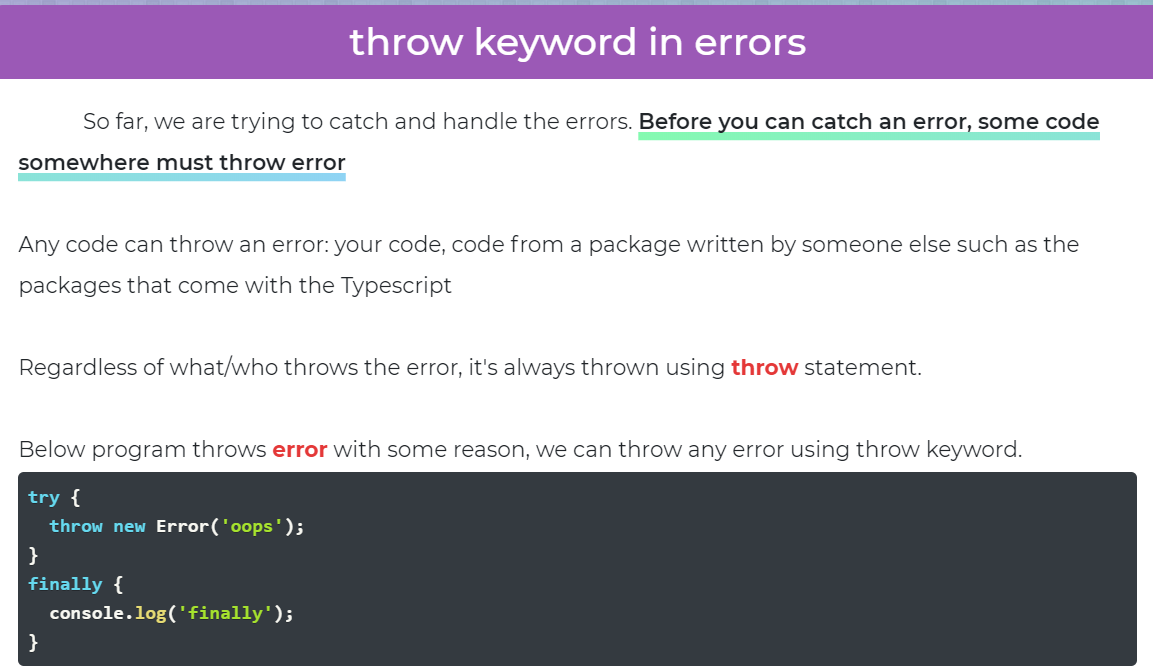 throw keyword in errors
So far, we are trying to catch and handle the errors. Before you can catch an error, some code
somewhere must throw error
Any code can throw an error: your code, code from a package written by someone else such as the
packages that come with the Typescript
Regardless of what/who throws the error, it's always thrown using throw statement.
Below program throws error with some reason, we can throw any error using throw keyword.
try {
  throw new Error('oops');
}
finally {
  console.log('finally');
}